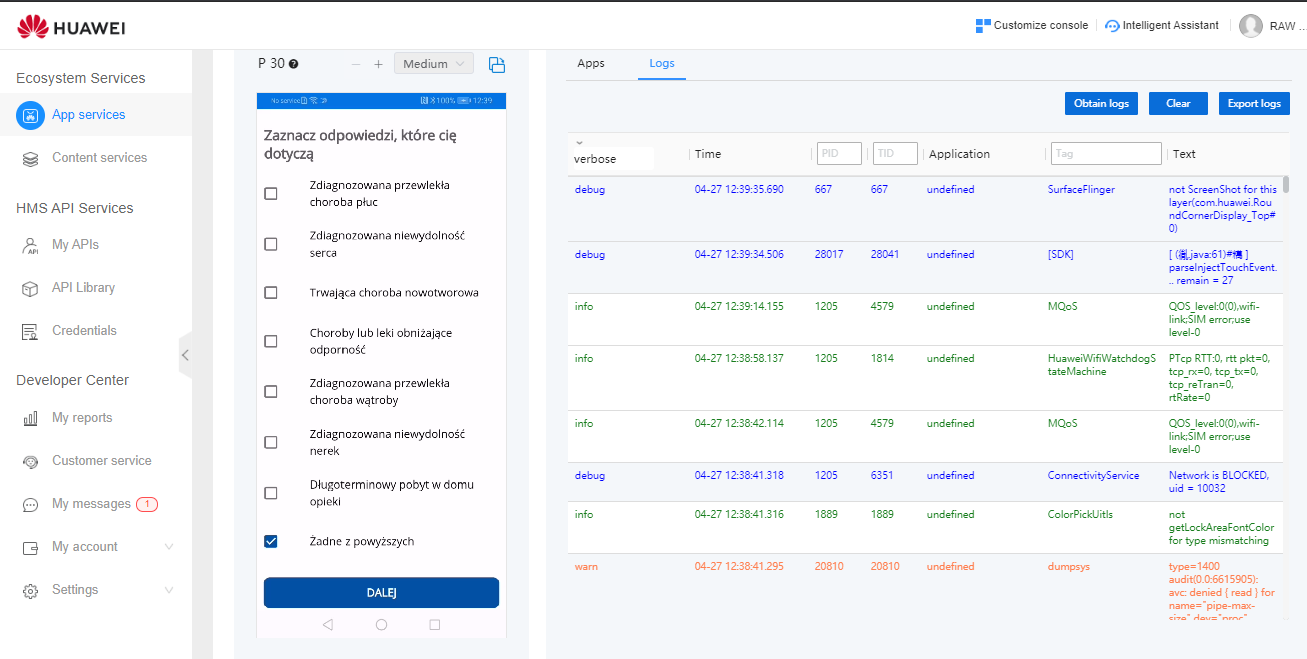 HUAWEI
Customize console
Intelligent Assistant
RAW ...
Ecosystem Services
App services
Content services
HMS API Services
My APIs
API Library
Credentials
Developer Center
My reports
Customer service
My messages 1
My account
Settings
P 30 ?
− + Medium
No service 100% 12:39
Zaznacz odpowiedzi, które cię
dotyczą
Zdiagnozowana przewlekła
choroba płuc
Zdiagnozowana niewydolność
serca
Trwająca choroba nowotworowa
Choroby lub leki obniżające
odporność
Zdiagnozowana przewlekła
choroba wątroby
Zdiagnozowana niewydolność
nerek
Długoterminowy pobyt w domu
opieki
Żadne z powyższych
DALEJ
Apps Logs
Obtain logs Clear Export logs
verbose Time PID TID Application Tag Text
debug 04-27 12:39:35.690 667 667 undefined SurfaceFlinger not ScreenShot for this
layer(com.huawei.Rou
ndCornerDisplay_Top#
0)
debug 04-27 12:39:34.506 28017 28041 undefined [SDK]
java:61)#
parseInjectTouchEvent.
.. remain = 27
info 04-27 12:39:14.155 1205 4579 undefined MQoS QOS_level:0(0),wifi-
link;SIM error;use
level-0
info 04-27 12:38:58.137 1205 1814 undefined HuaweiWifiWatchdogS
tateMachine
PTcp RTT:0, rtt pkt=0,
tcp_rx=0, tcp_tx=0,
tcp_reTran=0,
rtRate=0
info 04-27 12:38:42.114 1205 4579 undefined MQoS QOS_level:0(0),wifi-
link;SIM error;use
level-0
debug 04-27 12:38:41.318 1205 6351 undefined ConnectivityService Network is BLOCKED,
uid = 10032
info 04-27 12:38:41.316 1889 1889 undefined ColorPickUitls not
getLockAreaFontColor
for type mismatching
warn 04-27 12:38:41.295 20810 20810 undefined dumpsys type=1400
audit(0.0:6615905):
avc: denied { read } for
name="pipe-max-
size" dev="proc"